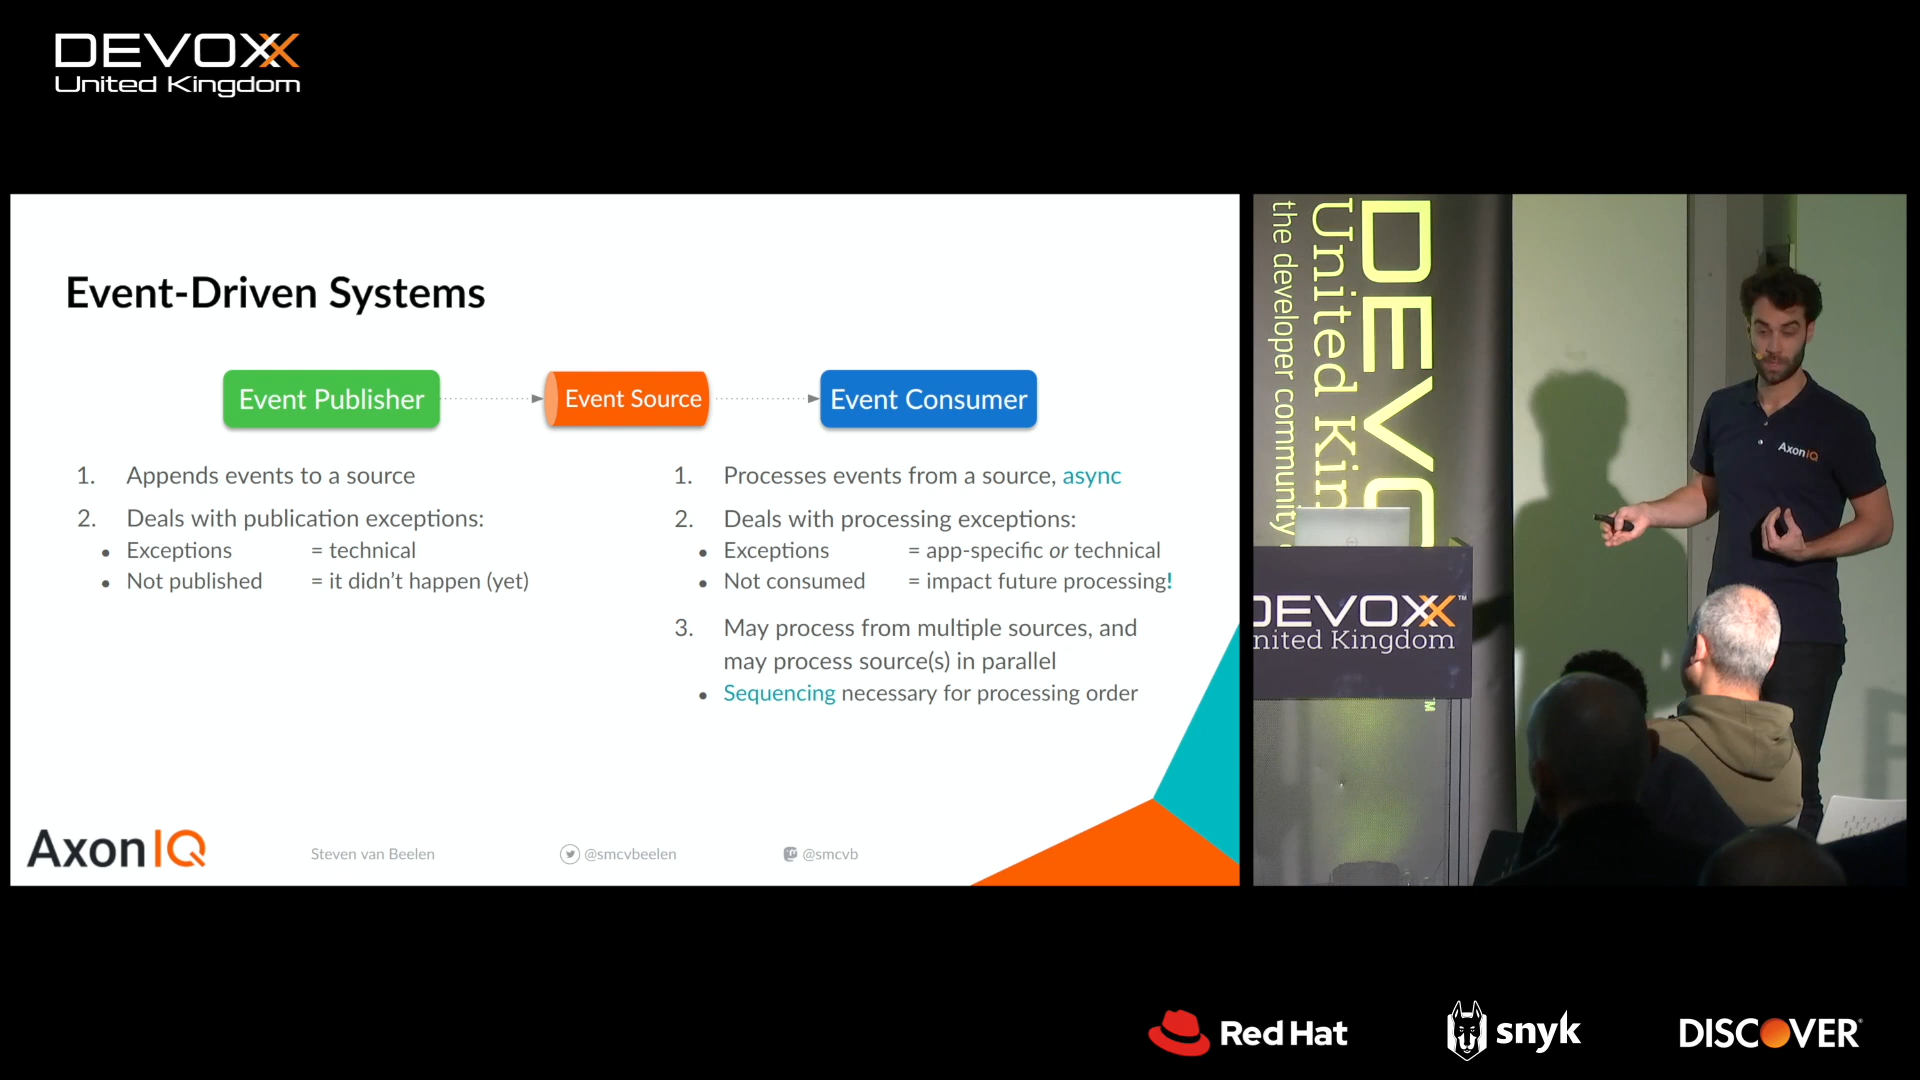 DEVOXX
United Kingdom
Event-Driven Systems
Event Publisher
Event Source
Event Consumer
1. Appends events to a source
2. Deals with publication exceptions:
● Exceptions = technical
● Not published = it didn't happen (yet)
1. Processes events from a source, async
2. Deals with processing exceptions:
● Exceptions = app-specific or technical
● Not consumed = impact future processing!
3. May process from multiple sources, and
may process source(s) in parallel
● Sequencing necessary for processing order
AxonIQ
Steven van Beelen
@smcvbeelen
@smcvb
DEVO
United Kin
the developer community
AxonIQ
DEVOXX™
nited Kingdom
TM
Red Hat
snyk
DISCOVER